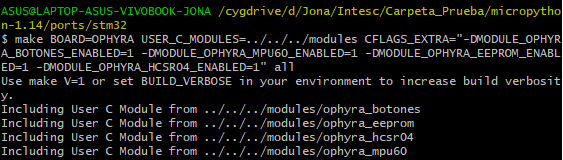 ASUS@LAPTOP-ASUS-VIVOBOOK-JONA /cygdrive/d/Jona/Intesc/Carpeta_Prueba/micropytho
n-1.14/ports/stm32
$ make BOARD=OPHYRA USER_C_MODULES=../../../modules CFLAGS_EXTRA="-DMODULE_OPHYR
A_BOTONES_ENABLED=1 -DMODULE_OPHYRA_MPU60_ENABLED=1 -DMODULE_OPHYRA_EEPROM_ENABL
ED=1 -DMODULE_OPHYRA_HCSR04_ENABLED=1" all
Use make V=1 or set BUILD_VERBOSE in your environment to increase build verbosit
y.
Including User C Module from ../../../modules/ophyra_botones
Including User C Module from ../../../modules/ophyra_eeprom
Including User C Module from ../../../modules/ophyra_hcsr04
Including User C Module from ../../../modules/ophyra_mpu60